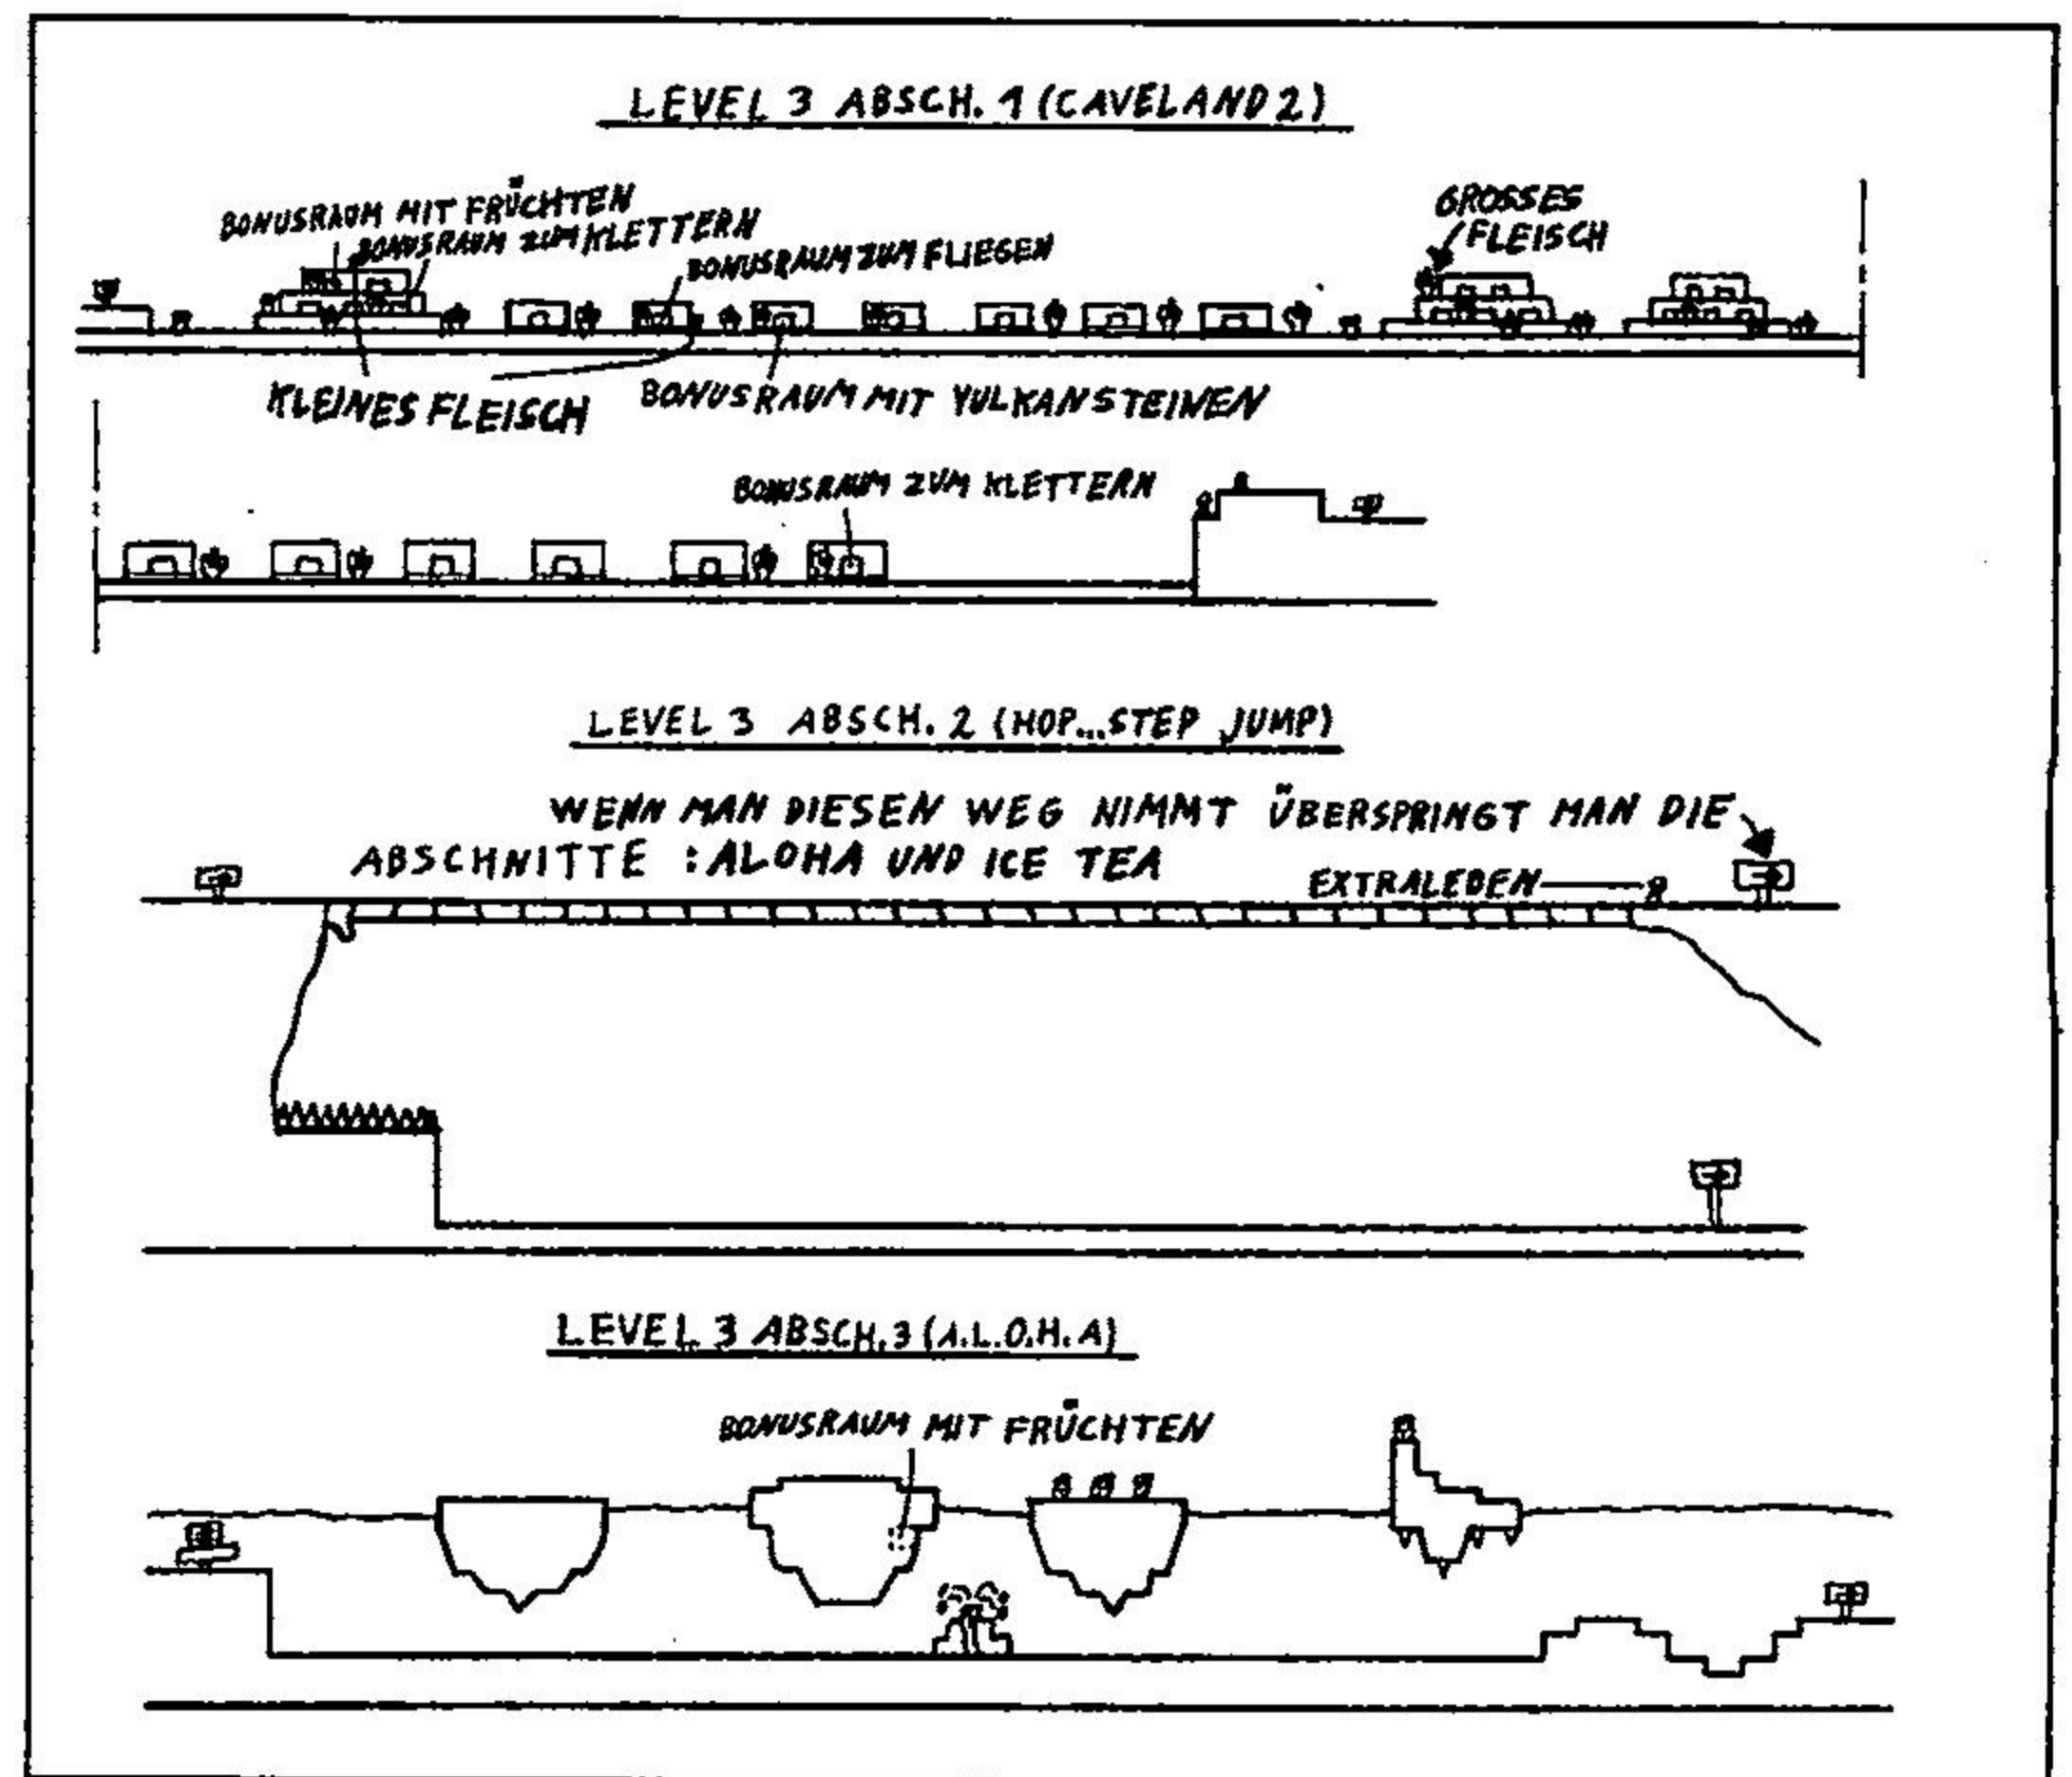 LEVEL 3 ABSCH. 1 (CAVELAND 2)
BONUSRAUM MIT FRÜCHTEN
BONUSRAUM ZUM KLETTERN
BONUSRAUM ZUM FLIEGEN
GROSSES
FLEISCH
KLEINES FLEISCH
BONUSRAUM MIT VULKANSTEINEN
BONUSRAUM ZUM KLETTERN
LEVEL 3 ABSCH. 2 (HOP...STEP JUMP)
WENN MAN DIESEN WEG NIMMT ÜBERSPRINGT MAN DIE
ABSCHNITTE : ALOHA UND ICE TEA
EXTRALEBEN
LEVEL 3 ABSCH. 3 (A.L.O.H.A)
BONUSRAUM MIT FRÜCHTEN